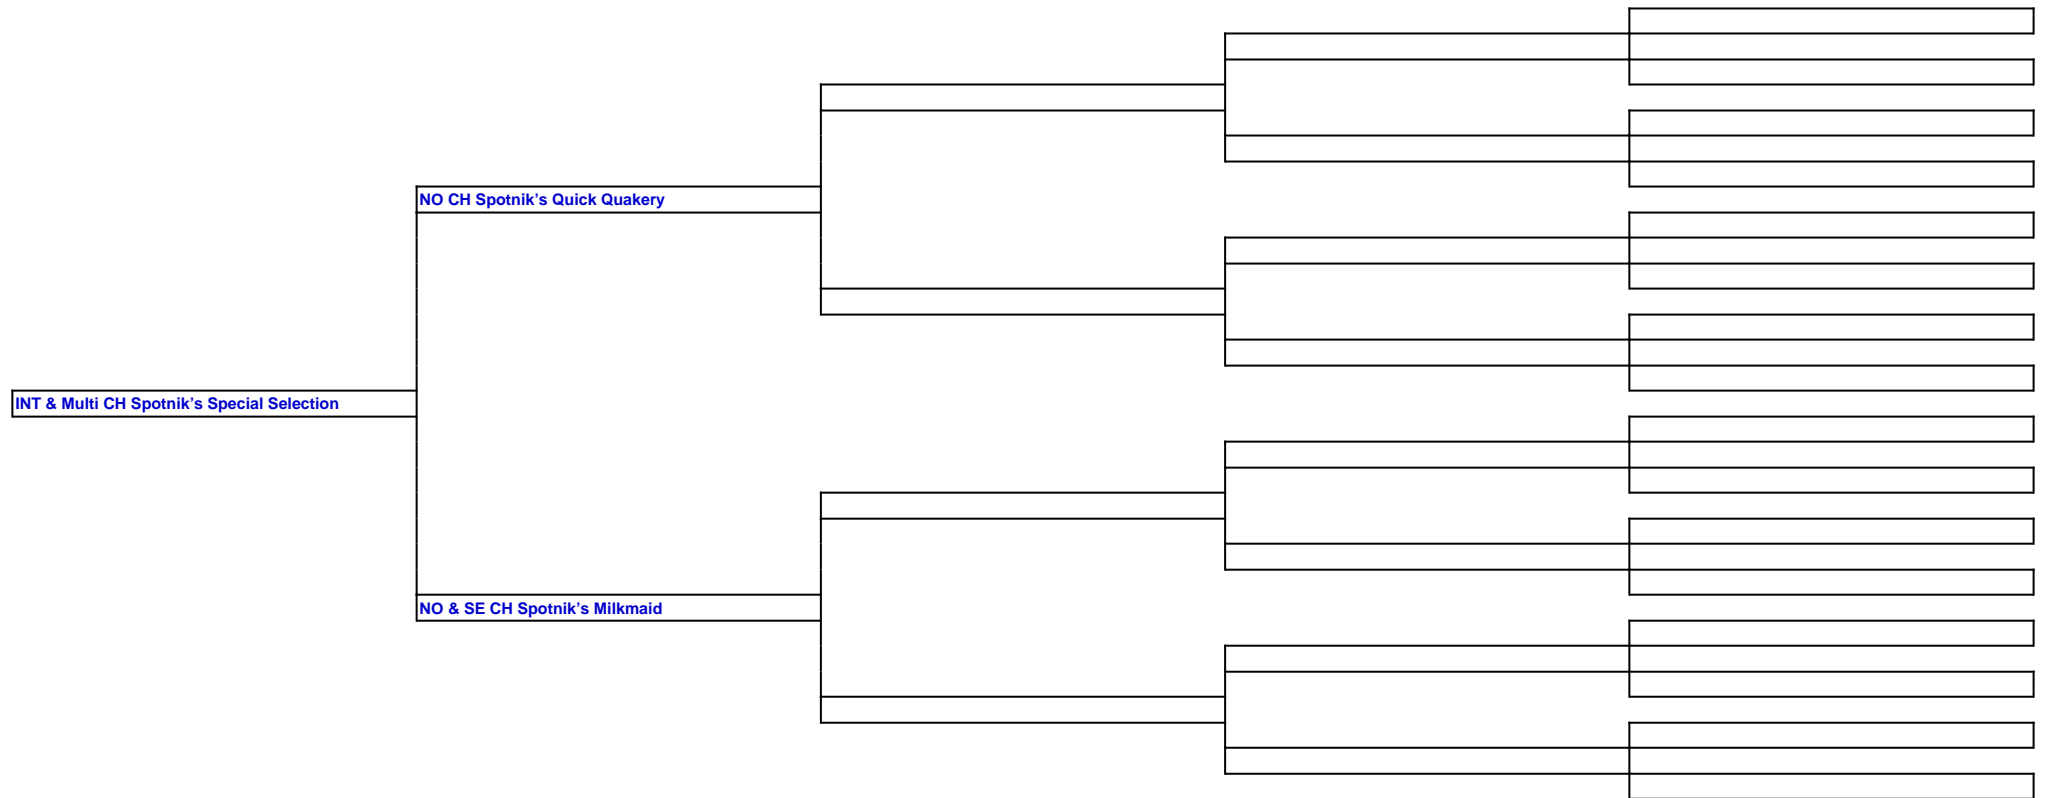 NO CH Spotnik’s Quick Quakery
INT & Multi CH Spotnik’s Special Selection
NO & SE CH Spotnik’s Milkmaid